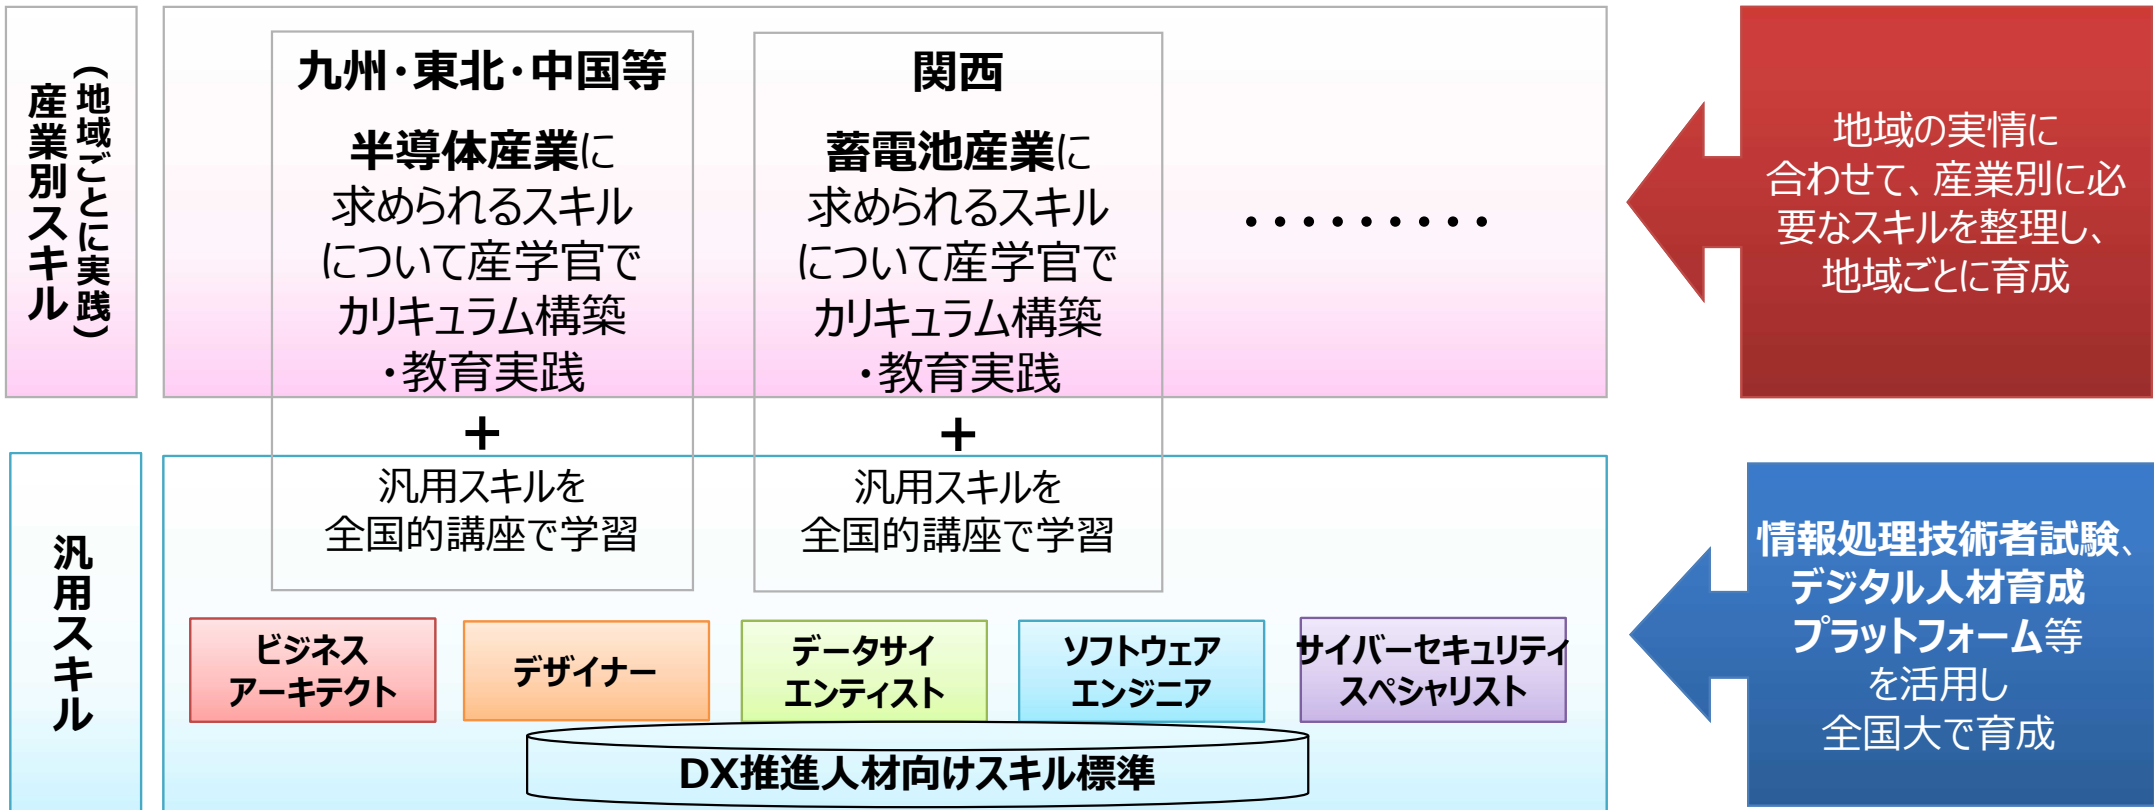 産業別スキル
(地域ごとに実践)
九州・東北・中国等
半導体産業に
求められるスキル
について産学官で
カリキュラム構築
・教育実践
+
汎用スキルを
全国的講座で学習
関西
蓄電池産業に
求められるスキル
について産学官で
カリキュラム構築
・教育実践
+
汎用スキルを
全国的講座で学習
・・・・・・・・・
地域の実情に
合わせて、産業別に必
要なスキルを整理し、
地域ごとに育成
汎用スキル
ビジネス
アーキテクト
デザイナー
データサイ
エンティスト
ソフトウェア
エンジニア
サイバーセキュリティ
スペシャリスト
DX推進人材向けスキル標準
情報処理技術者試験、
デジタル人材育成
プラットフォーム等
を活用し
全国大で育成